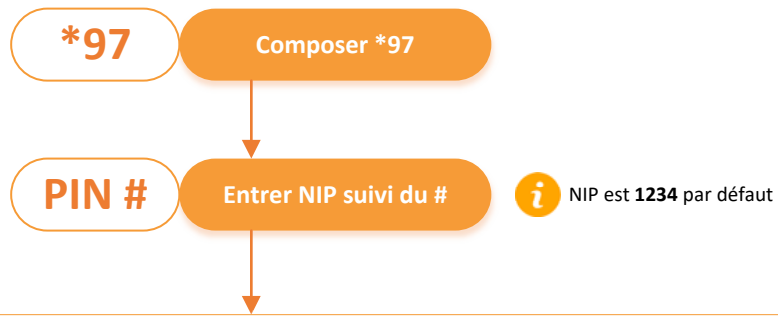 *97
Composer *97
PIN #
Entrer NIP suivi du #
i
NIP est 1234 par défaut